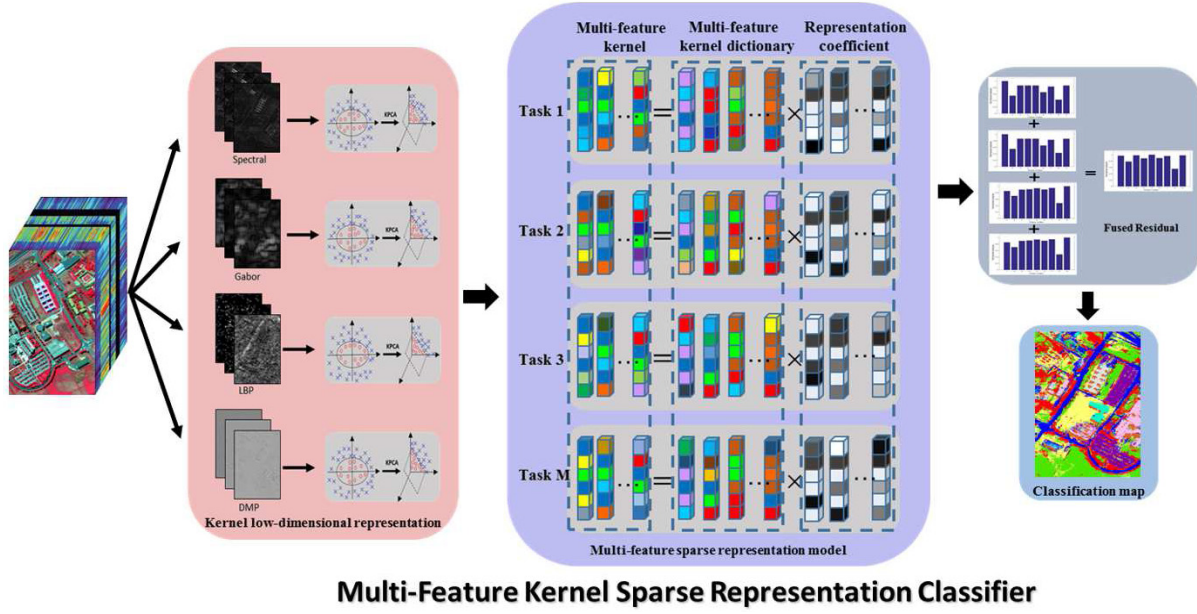 Spectral
KPCA
Gabor
KPCA
LBP
KPCA
DMP
KPCA
Kernel low-dimensional representation
Multi-feature
kernel
Multi-feature
kernel dictionary
Representation
coefficient
Task 1
... = ... × ...
Task 2
... = ... × ...
Task 3
... = ... × ...
Task M
... = ... × ...
Multi-feature sparse representation model
+
+
+
=
Fused Residual
Classification map
Multi-Feature Kernel Sparse Representation Classifier